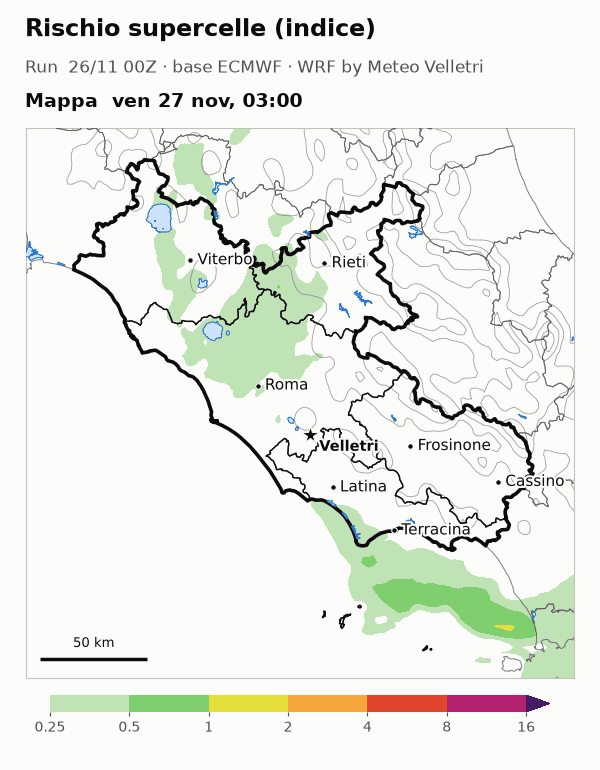 Rischio supercelle (indice)
Run  26/11 00Z · base ECMWF · WRF by Meteo Velletri
Mappa  ven 27 nov, 03:00
Viterbo
Rieti
Roma
Velletri
Frosinone
Cassino
Latina
Terracina
50 km
0.25 0.5 1 2 4 8 16